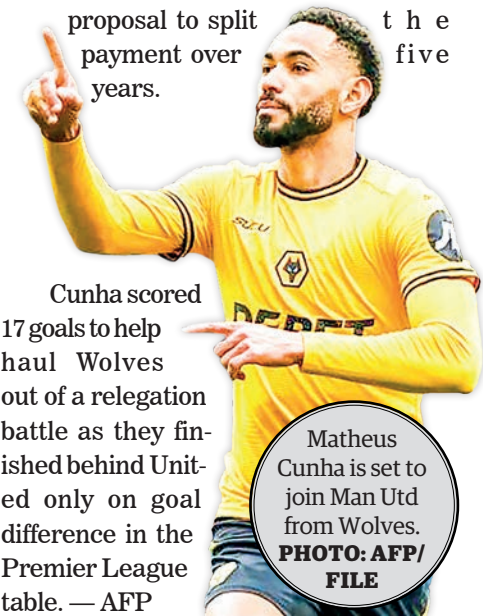 proposal to split the
payment over five
years.
Cunha scored
17 goals to help
haul Wolves
out of a relegation
battle as they fin-
ished behind Unit-
ed only on goal
difference in the
Premier League
table. — AFP
DEBET
Matheus
Cunha is set to
join Man Utd
from Wolves.
PHOTO: AFP/
FILE